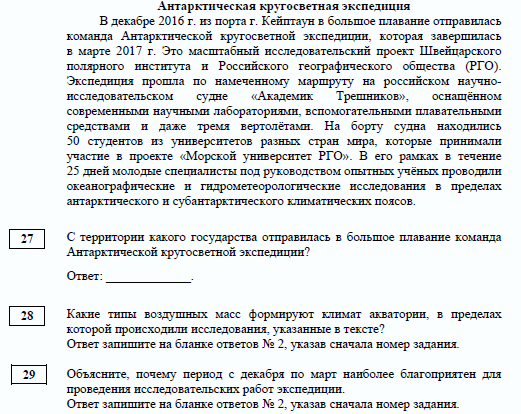 Антарктическая кругосветная экспедиция
В декабре 2016 г. из порта г. Кейптаун в большое плавание отправилась
команда Антарктической кругосветной экспедиции, которая завершилась
в марте 2017 г. Это масштабный исследовательский проект Швейцарского
полярного института и Российского географического общества (РГО).
Экспедиция прошла по намеченному маршруту на российском научно-
исследовательском судне «Академик Трешников», оснащённом
современными научными лабораториями, вспомогательными плавательными
средствами и даже тремя вертолётами. На борту судна находились
50 студентов из университетов разных стран мира, которые принимали
участие в проекте «Морской университет РГО». В его рамках в течение
25 дней молодые специалисты под руководством опытных учёных проводили
океанографические и гидрометеорологические исследования в пределах
антарктического и субантарктического климатических поясов.
27 С территории какого государства отправилась в большое плавание команда
Антарктической кругосветной экспедиции?
Ответ: _____________.
28 Какие типы воздушных масс формируют климат акватории, в пределах
которой происходили исследования, указанные в тексте?
Ответ запишите на бланке ответов № 2, указав сначала номер задания.
29 Объясните, почему период с декабря по март наиболее благоприятен для
проведения исследовательских работ экспедиции.
Ответ запишите на бланке ответов № 2, указав сначала номер задания.